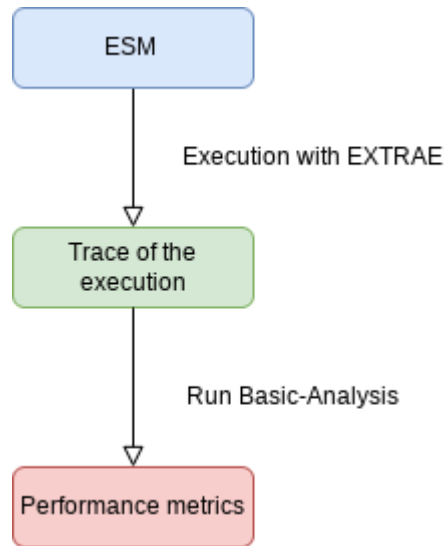 ESM
Execution with EXTRAE
Trace of the
execution
Run Basic-Analysis
Performance metrics